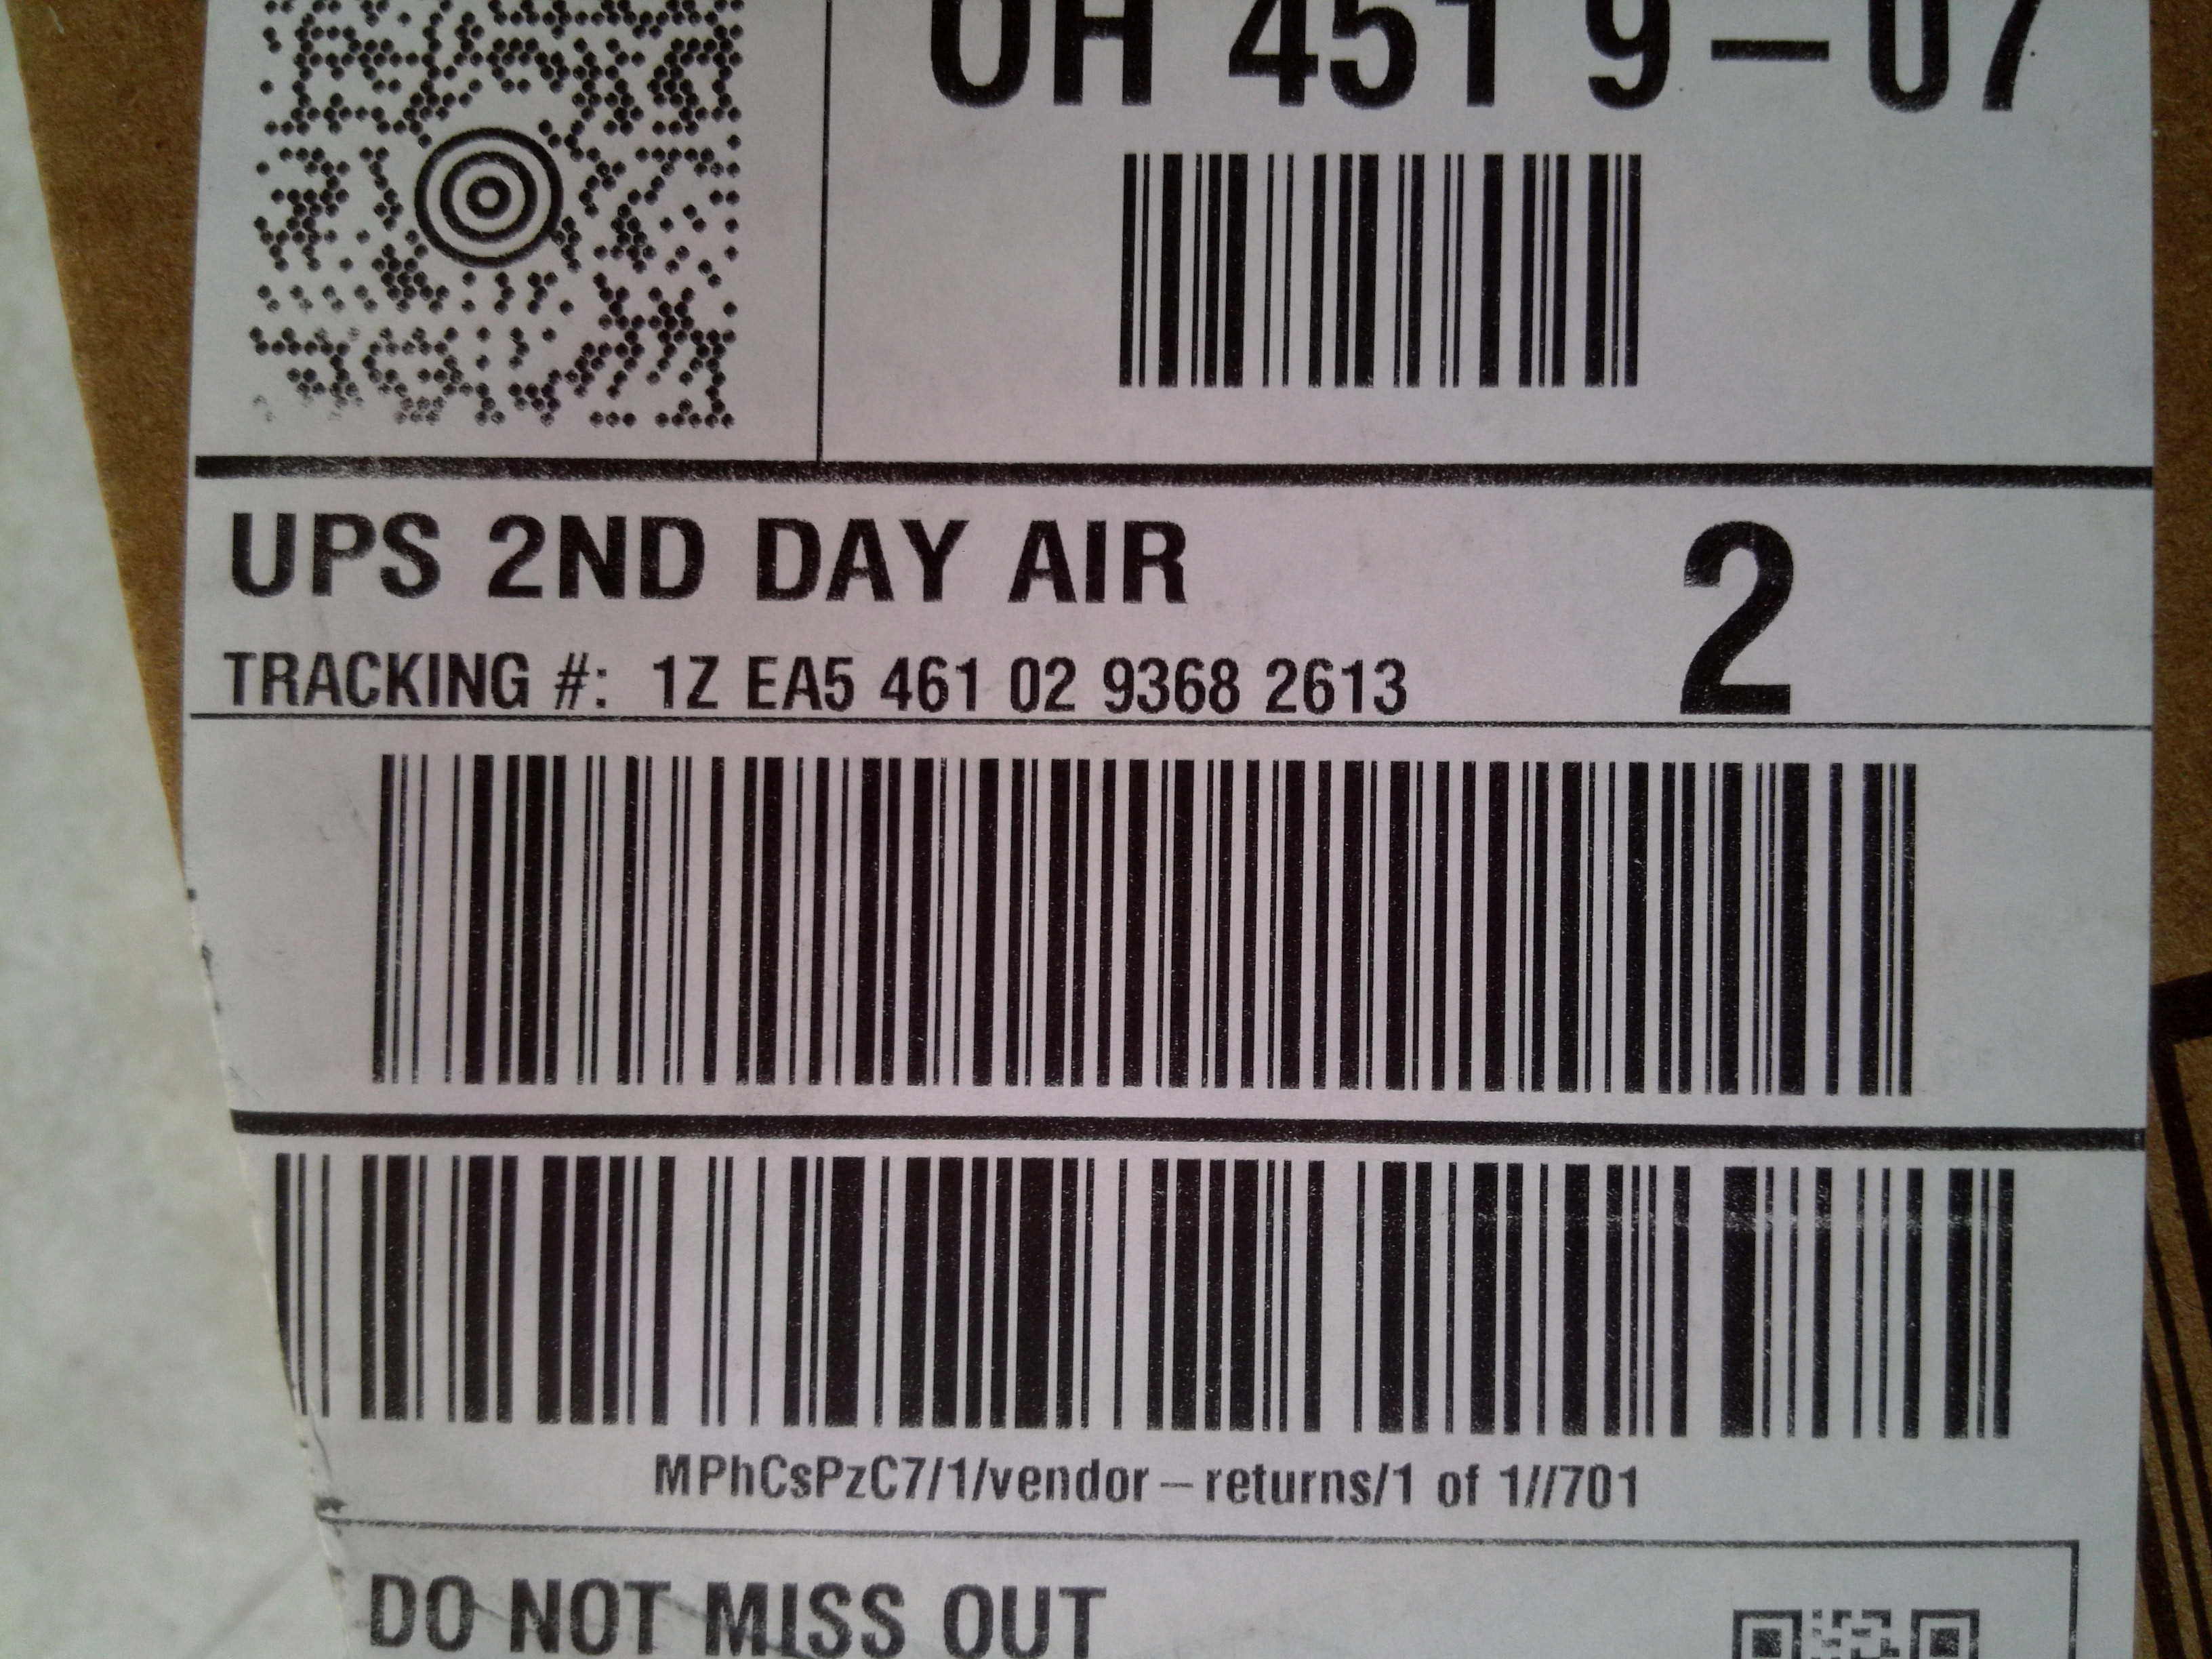 OH 451 9-07
UPS 2ND DAY AIR
2
TRACKING #: 1Z EA5 461 02 9368 2613
MPhCsPzC7/1/vendor-returns/1 of 1//701
DO NOT MISS OUT